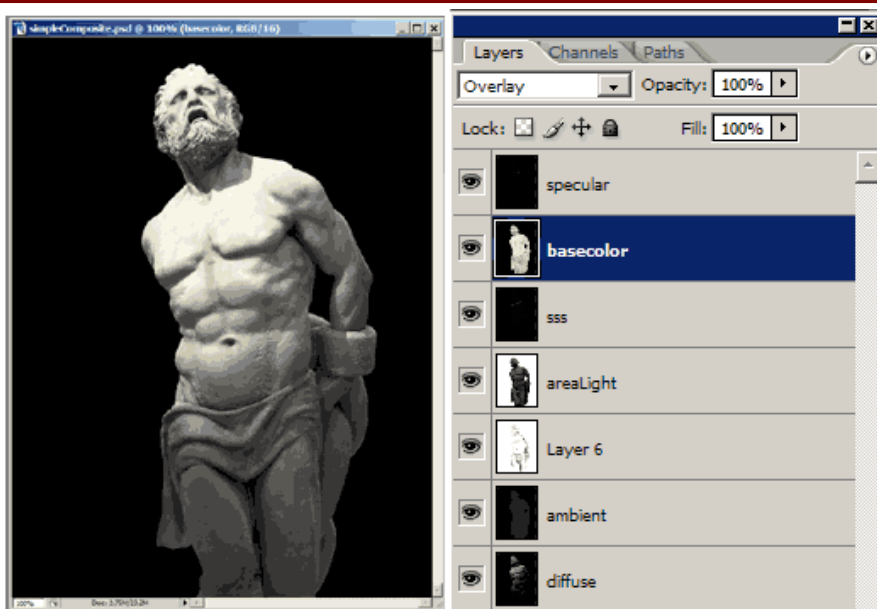 simpleComposite.psd @ 100% (basecolor, RGB/16)
Layers Channels Paths
Overlay Opacity: 100%
Lock: Fill: 100%
specular
basecolor
sss
areaLight
Layer 6
ambient
diffuse
100%